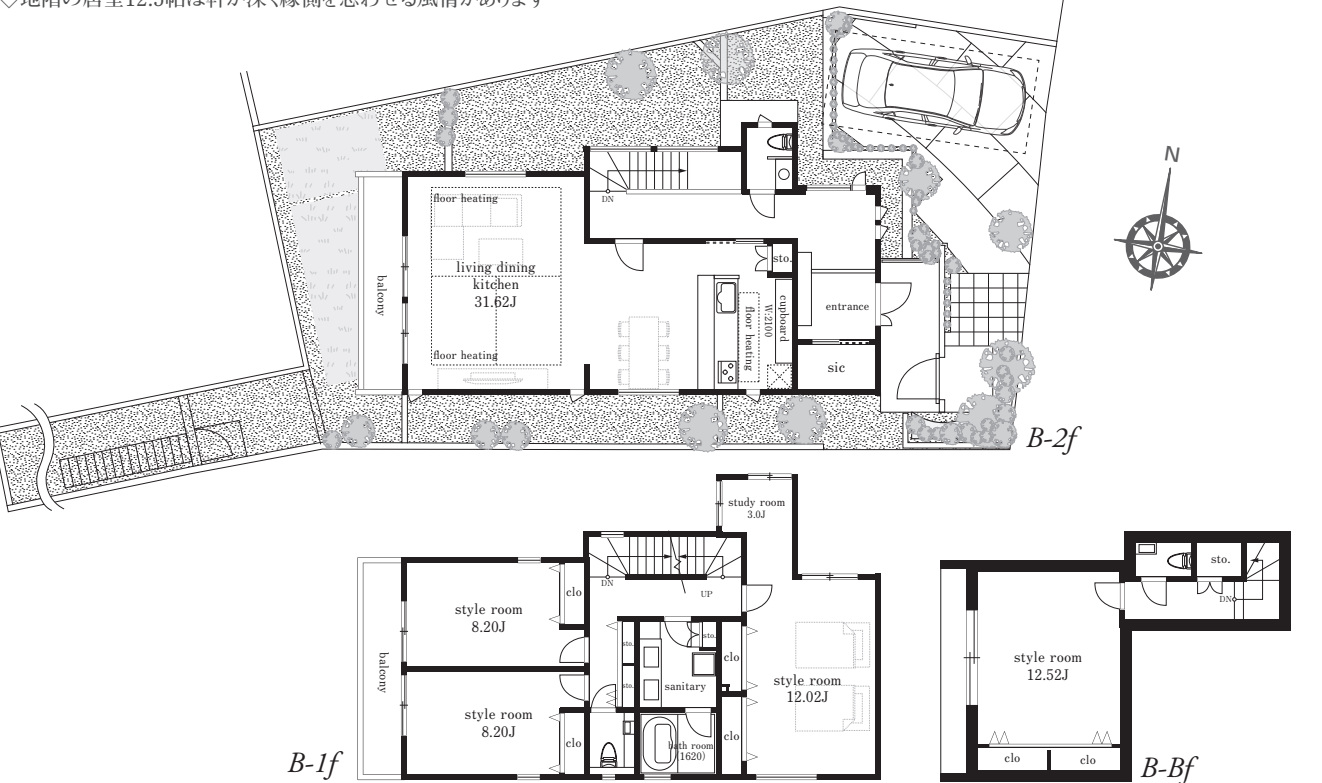 ◇地階の居室12.5帖は軒が深く縁側を思わせる風情があります
N
floor heating
living dining
kitchen
31.62J
floor heating
balcony
DN
sto.
cupboard
W:2100
floor heating
entrance
sic
B-2f
study room
3.0J
DN
UP
clo
style room
8.20J
balcony
style room
8.20J
clo
sto.
sto.
sto.
sanitary
bath room
(1620)
clo
clo
style room
12.02J
B-1f
sto.
DN
style room
12.52J
clo
clo
B-Bf